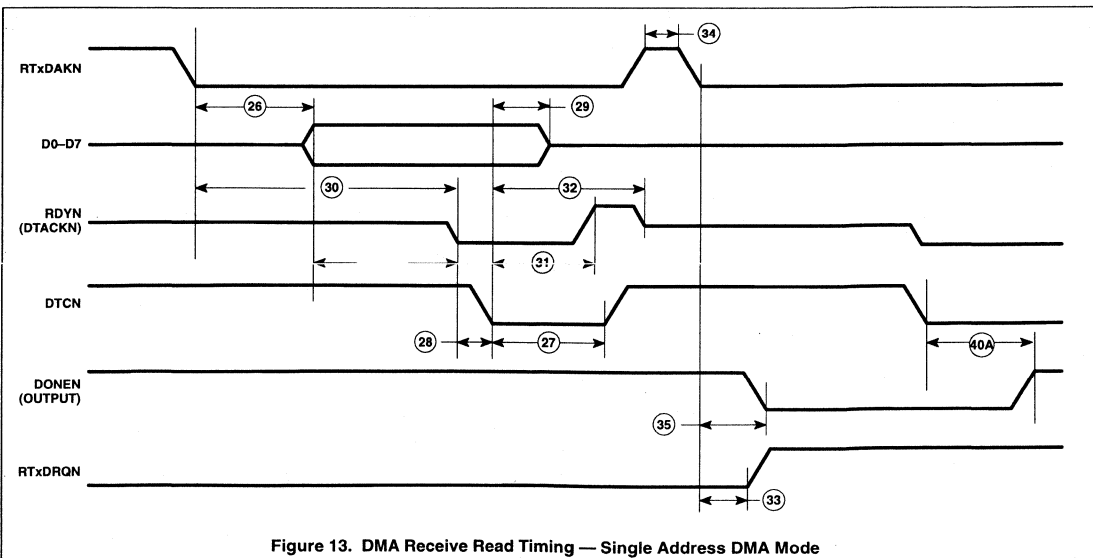 34
RTxDAKN
26
29
D0–D7
30
32
RDYN
(DTACKN)
31
DTCN
28
27
40A
DONEN
(OUTPUT)
35
RTxDRQN
33
Figure 13. DMA Receive Read Timing — Single Address DMA Mode